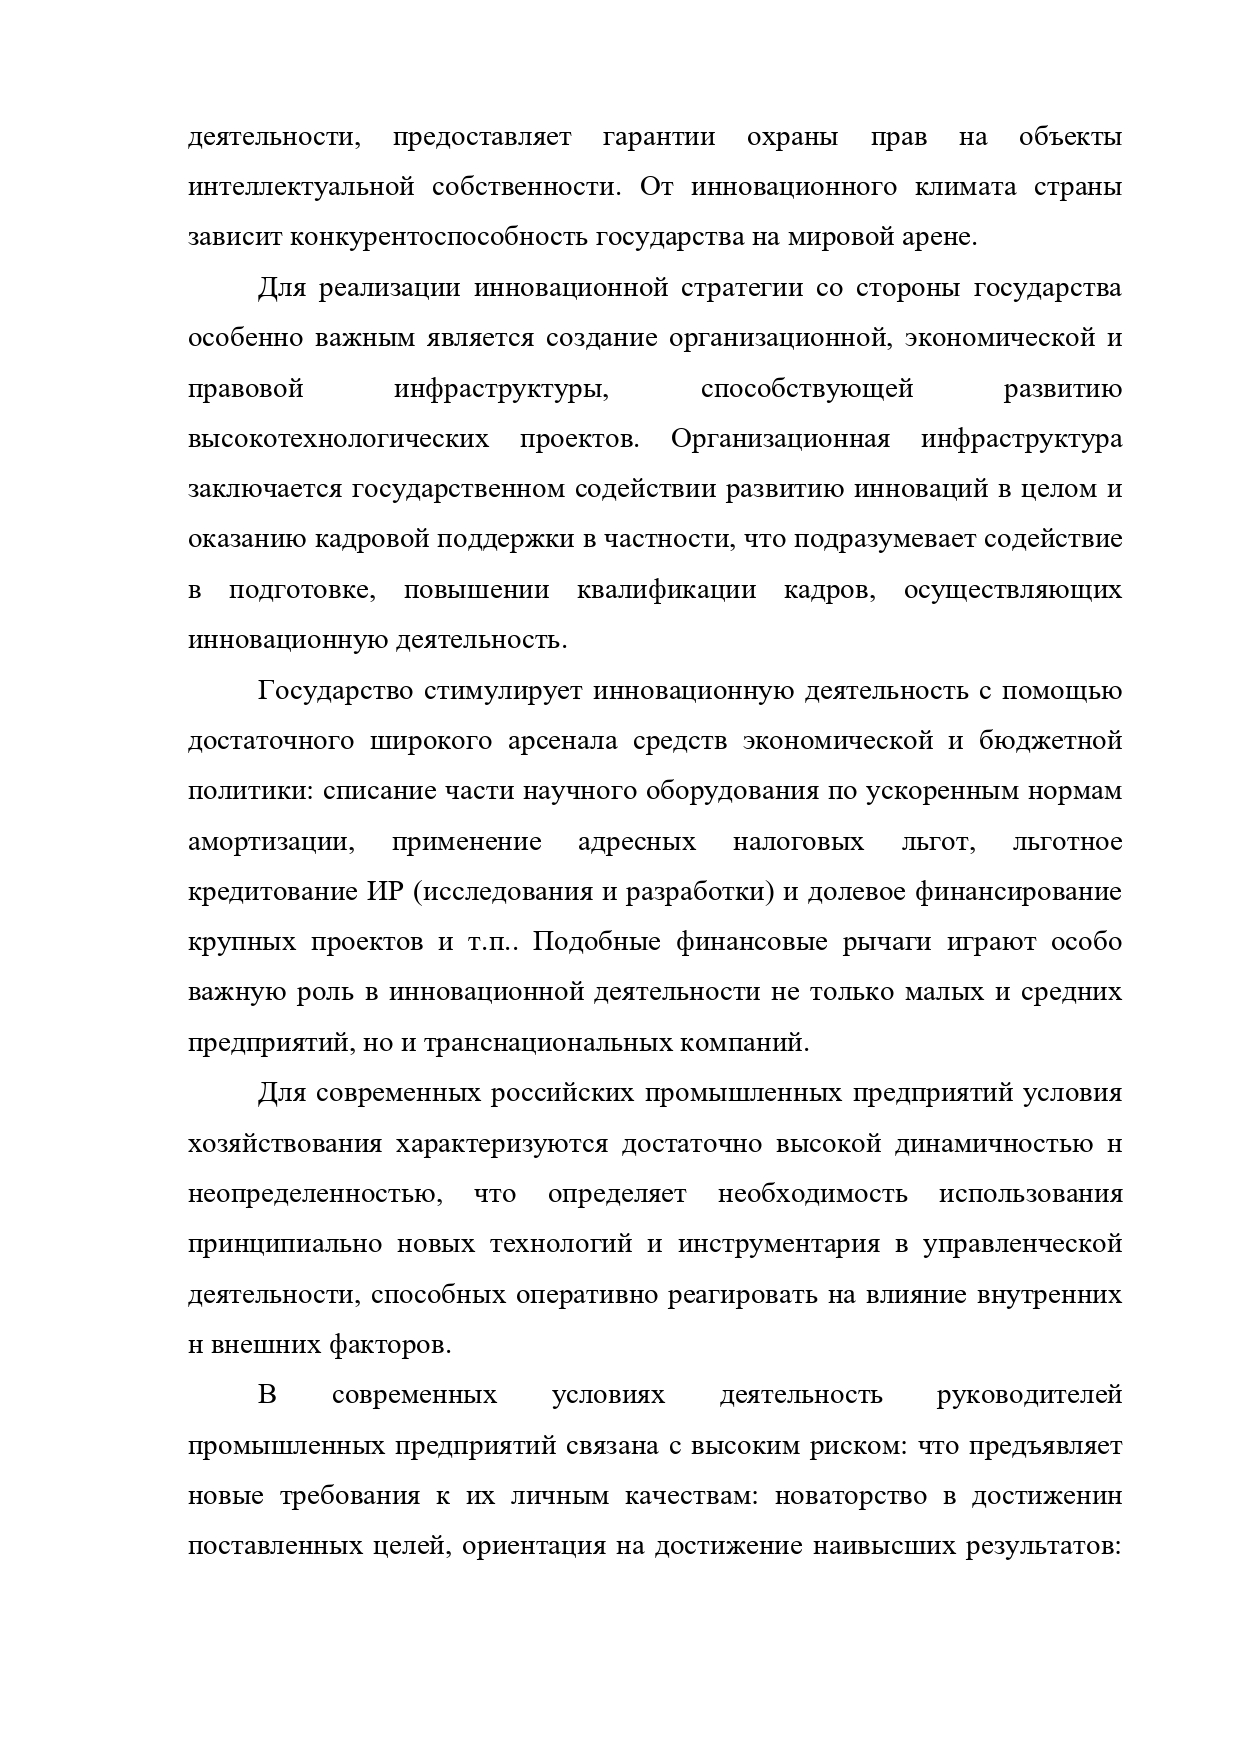 деятельности, предоставляет гарантии охраны прав на объекты
интеллектуальной собственности. От инновационного климата страны
зависит конкурентоспособность государства на мировой арене.
Для реализации инновационной стратегии со стороны государства
особенно важным является создание организационной, экономической и
правовой инфраструктуры, способствующей развитию
высокотехнологических проектов. Организационная инфраструктура
заключается государственном содействии развитию инноваций в целом и
оказанию кадровой поддержки в частности, что подразумевает содействие
в подготовке, повышении квалификации кадров, осуществляющих
инновационную деятельность.
Государство стимулирует инновационную деятельность с помощью
достаточного широкого арсенала средств экономической и бюджетной
политики: списание части научного оборудования по ускоренным нормам
амортизации, применение адресных налоговых льгот, льготное
кредитование ИР (исследования и разработки) и долевое финансирование
крупных проектов и т.п.. Подобные финансовые рычаги играют особо
важную роль в инновационной деятельности не только малых и средних
предприятий, но и транснациональных компаний.
Для современных российских промышленных предприятий условия
хозяйствования характеризуются достаточно высокой динамичностью н
неопределенностью, что определяет необходимость использования
принципиально новых технологий и инструментария в управленческой
деятельности, способных оперативно реагировать на влияние внутренних
н внешних факторов.
В современных условиях деятельность руководителей
промышленных предприятий связана с высоким риском: что предъявляет
новые требования к их личным качествам: новаторство в достиженин
поставленных целей, ориентация на достижение наивысших результатов: